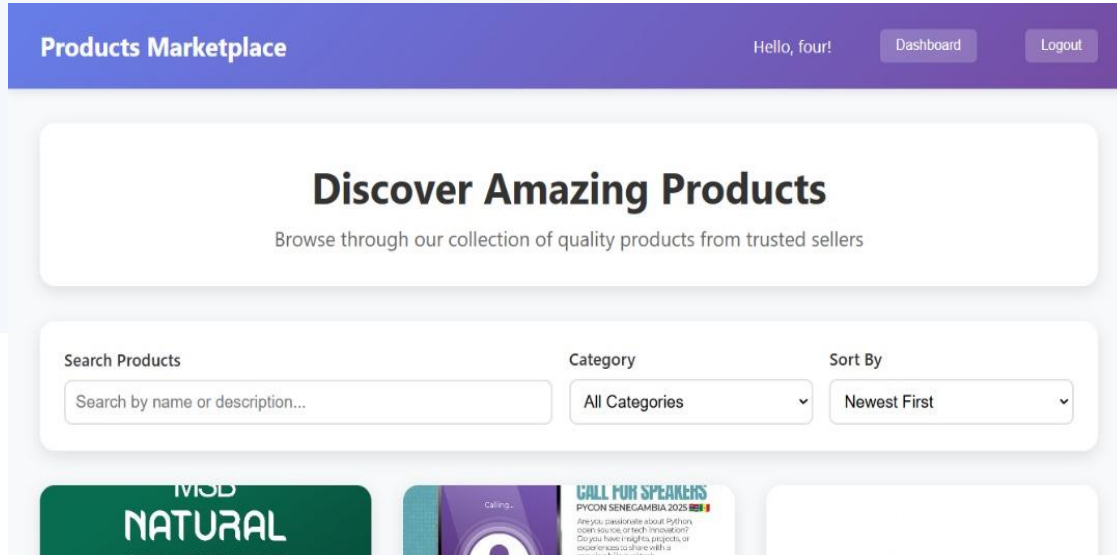 Products Marketplace
Hello, four!
Dashboard
Logout
Discover Amazing Products
Browse through our collection of quality products from trusted sellers
Search Products
Category
Sort By
Search by name or description...
All Categories
Newest First
MSB
NATURAL
Calling...
CALL FOR SPEAKERS
PYCON SENEGAMBIA 2025
Are you passionate about Python,
open source, or tech innovation?
Do you have insights, projects, or
experiences to share with a